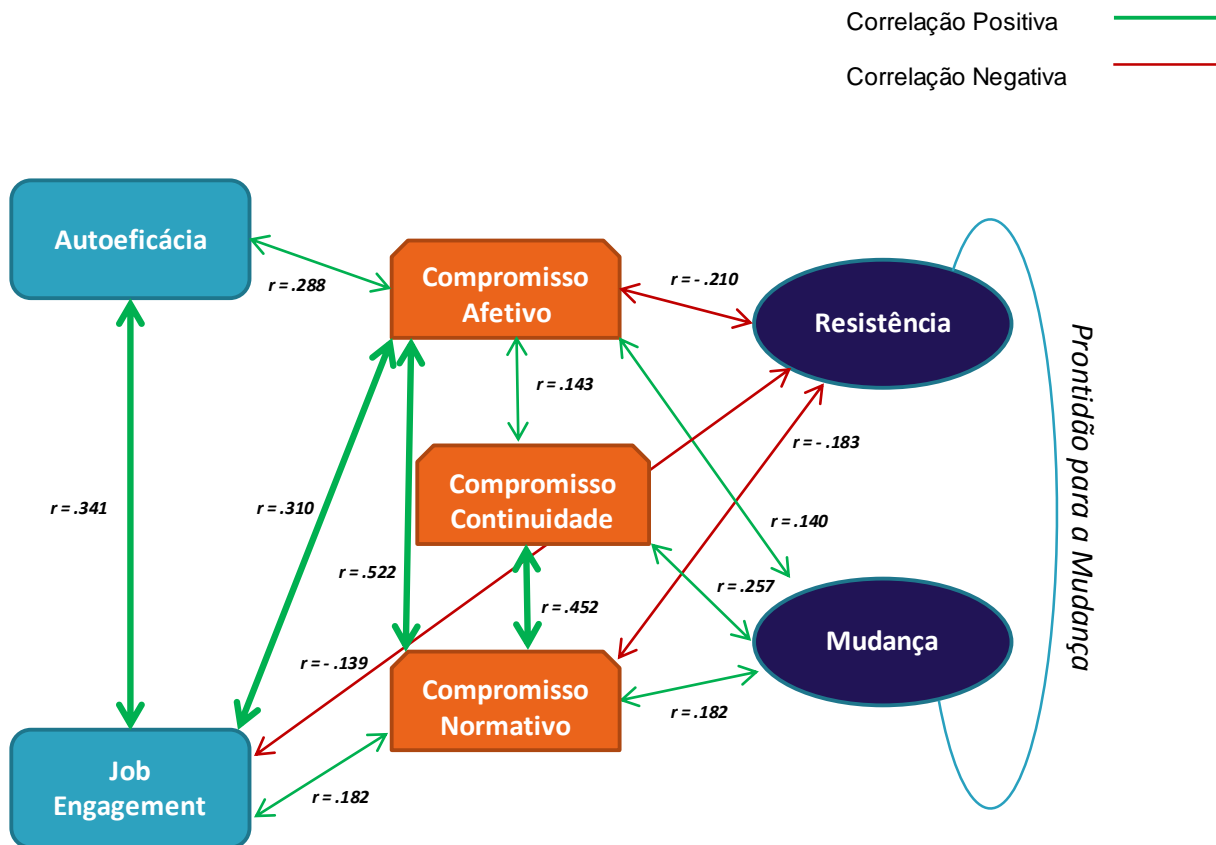 Correlação Positiva
Correlação Negativa
Autoeficácia
r = .288
Compromisso
Afetivo
r = - .210
Resistência
r = .143
r = - .183
Compromisso
Continuidade
r = .341
r = .310
r = .140
r = .522
r = .257
r = .452
Mudança
r = - .139
Compromisso
Normativo
r = .182
Job
Engagement
r = .182
Prontidão para a Mudança